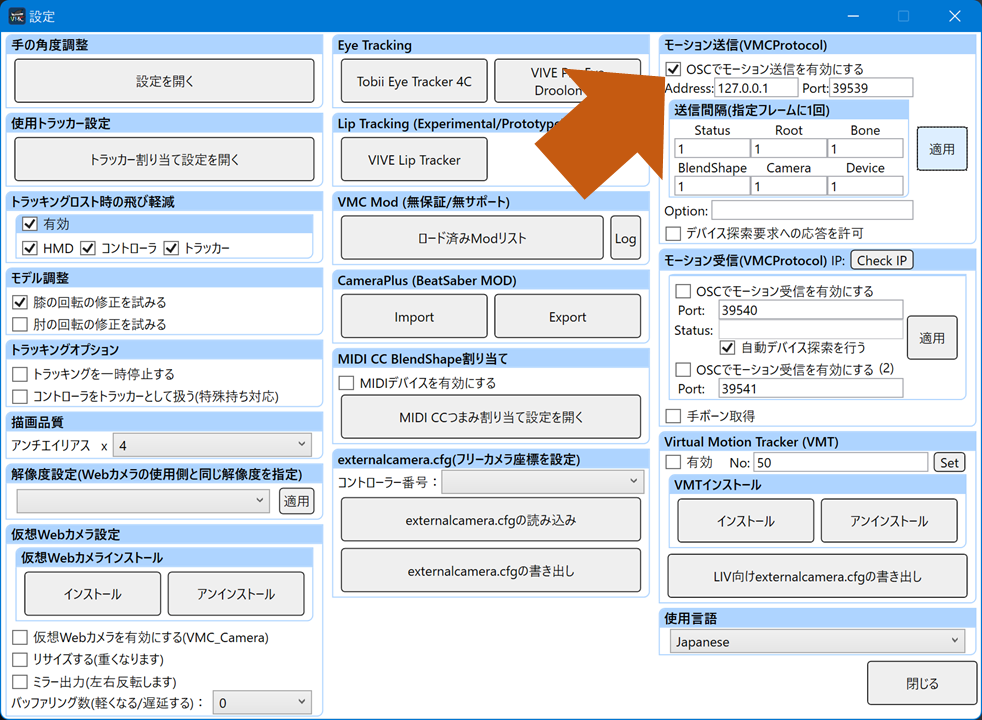 設定
手の角度調整
設定を開く
使用トラッカー設定
トラッカー割り当て設定を開く
トラッキングロスト時の飛び軽減
有効
HMD コントローラ トラッカー
モデル調整
膝の回転の修正を試みる
肘の回転の修正を試みる
トラッキングオプション
トラッキングを一時停止する
コントローラをトラッカーとして扱う(特殊持ち対応)
描画品質
アンチエイリアス x 4
解像度設定(Webカメラの使用側と同じ解像度を指定)
適用
仮想Webカメラ設定
仮想Webカメラインストール
インストール アンインストール
仮想Webカメラを有効にする(VMC_Camera)
リサイズする(重くなります)
ミラー出力(左右反転します)
バッファリング数(軽くなる/遅延する)： 0
Eye Tracking
Tobii Eye Tracker 4C
VIVE Pro Eye
Droolon
Lip Tracking (Experimental/Prototype
VIVE Lip Tracker
VMC Mod (無保証/無サポート)
ロード済みModリスト Log
CameraPlus (BeatSaber MOD)
Import Export
MIDI CC BlendShape割り当て
MIDIデバイスを有効にする
MIDI CCつまみ割り当て設定を開く
externalcamera.cfg(フリーカメラ座標を設定)
コントローラー番号：
externalcamera.cfgの読み込み
externalcamera.cfgの書き出し
モーション送信(VMCProtocol)
OSCでモーション送信を有効にする
Address: 127.0.0.1 Port: 39539
送信間隔(指定フレームに1回)
Status Root Bone
1 1 1
BlendShape Camera Device
1 1 1
適用
Option:
デバイス探索要求への応答を許可
モーション受信(VMCProtocol) IP: Check IP
OSCでモーション受信を有効にする
Port: 39540
Status:
自動デバイス探索を行う
適用
OSCでモーション受信を有効にする (2)
Port: 39541
手ボーン取得
Virtual Motion Tracker (VMT)
有効 No: 50 Set
VMTインストール
インストール アンインストール
LIV向けexternalcamera.cfgの書き出し
使用言語
Japanese
閉じる